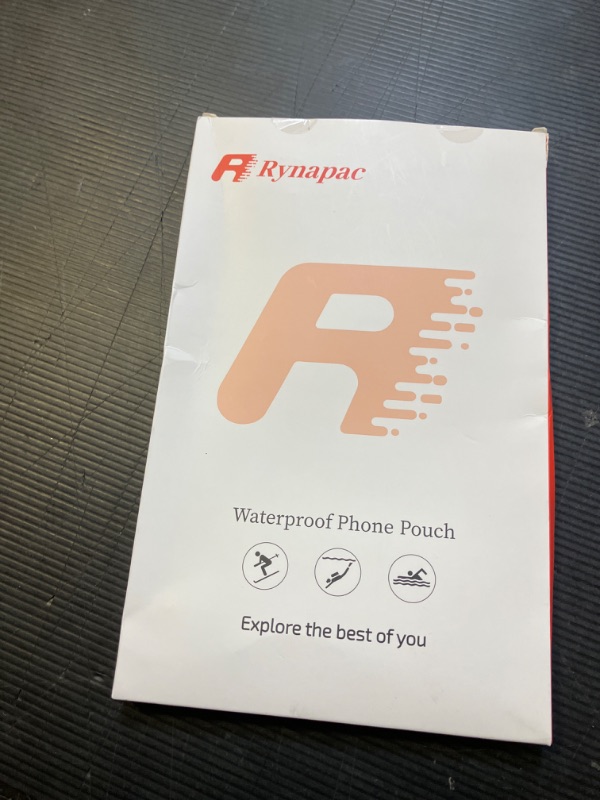 Rynapac
Waterproof Phone Pouch
Explore the best of you